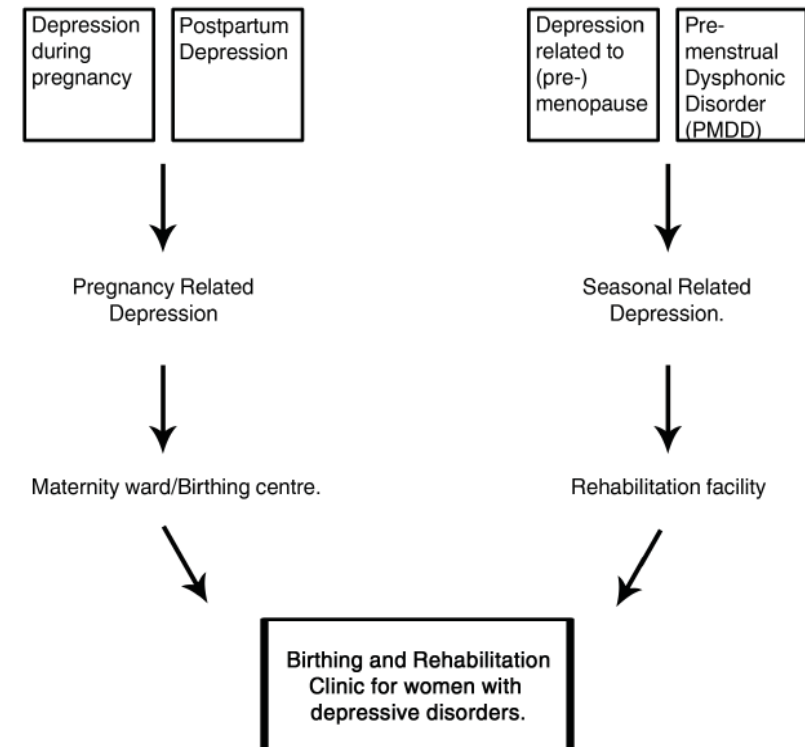 Depression
during
pregnancy
Postpartum
Depression
Depression
related to
(pre-)
menopause
Pre-
menstrual
Dysphonic
Disorder
(PMDD)
Pregnancy Related
Depression
Seasonal Related
Depression.
Maternity ward/Birthing centre.
Rehabilitation facility
Birthing and Rehabilitation
Clinic for women with
depressive disorders.